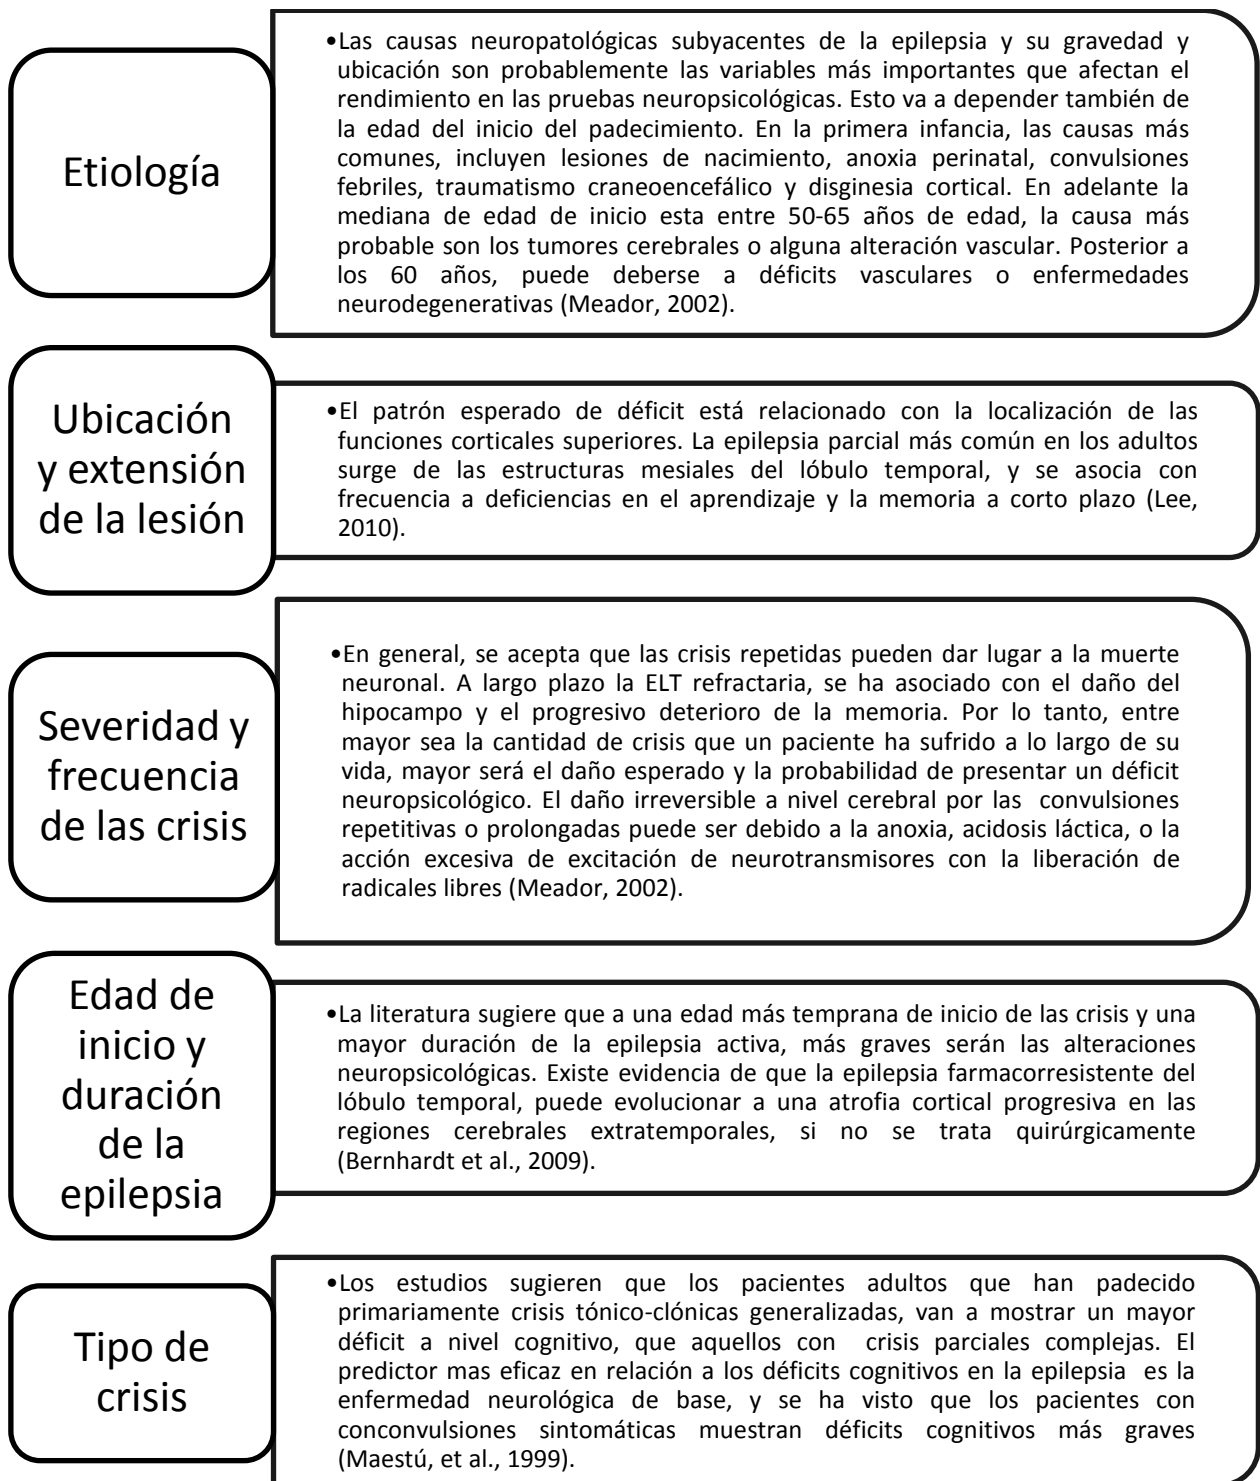 Etiología
•Las causas neuropatológicas subyacentes de la epilepsia y su gravedad y
ubicación son probablemente las variables más importantes que afectan el
rendimiento en las pruebas neuropsicológicas. Esto va a depender también de
la edad del inicio del padecimiento. En la primera infancia, las causas más
comunes, incluyen lesiones de nacimiento, anoxia perinatal, convulsiones
febriles, traumatismo craneoencefálico y disginesia cortical. En adelante la
mediana de edad de inicio esta entre 50-65 años de edad, la causa más
probable son los tumores cerebrales o alguna alteración vascular. Posterior a
los 60 años, puede deberse a déficits vasculares o enfermedades
neurodegenerativas (Meador, 2002).
Ubicación
y extensión
de la lesión
•El patrón esperado de déficit está relacionado con la localización de las
funciones corticales superiores. La epilepsia parcial más común en los adultos
surge de las estructuras mesiales del lóbulo temporal, y se asocia con
frecuencia a deficiencias en el aprendizaje y la memoria a corto plazo (Lee,
2010).
Severidad y
frecuencia
de las crisis
•En general, se acepta que las crisis repetidas pueden dar lugar a la muerte
neuronal. A largo plazo la ELT refractaria, se ha asociado con el daño del
hipocampo y el progresivo deterioro de la memoria. Por lo tanto, entre
mayor sea la cantidad de crisis que un paciente ha sufrido a lo largo de su
vida, mayor será el daño esperado y la probabilidad de presentar un déficit
neuropsicológico. El daño irreversible a nivel cerebral por las convulsiones
repetitivas o prolongadas puede ser debido a la anoxia, acidosis láctica, o la
acción excesiva de excitación de neurotransmisores con la liberación de
radicales libres (Meador, 2002).
Edad de
inicio y
duración
de la
epilepsia
•La literatura sugiere que a una edad más temprana de inicio de las crisis y una
mayor duración de la epilepsia activa, más graves serán las alteraciones
neuropsicológicas. Existe evidencia de que la epilepsia farmacorresistente del
lóbulo temporal, puede evolucionar a una atrofia cortical progresiva en las
regiones cerebrales extratemporales, si no se trata quirúrgicamente
(Bernhardt et al., 2009).
Tipo de
crisis
•Los estudios sugieren que los pacientes adultos que han padecido
primariamente crisis tónico-clónicas generalizadas, van a mostrar un mayor
déficit a nivel cognitivo, que aquellos con crisis parciales complejas. El
predictor mas eficaz en relación a los déficits cognitivos en la epilepsia es la
enfermedad neurológica de base, y se ha visto que los pacientes con
conconvulsiones sintomáticas muestran déficits cognitivos más graves
(Maestú, et al., 1999).